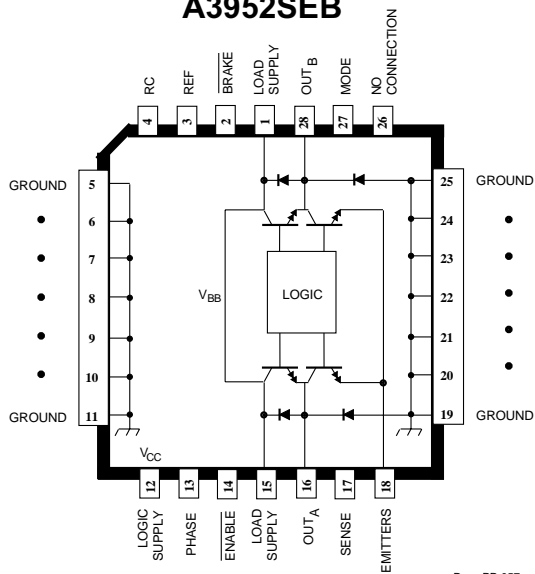 A3952SEB
RC
REF
BRAKE
LOAD
SUPPLY
OUT B
MODE
NO
CONNECTION
4
3
2
1
28
27
26
GROUND
5
6
7
8
9
10
GROUND
11
25
GROUND
24
23
22
21
20
19
GROUND
VBB
LOGIC
VCC
12
13
14
15
16
17
18
LOGIC
SUPPLY
PHASE
ENABLE
LOAD
SUPPLY
OUT A
SENSE
EMITTERS